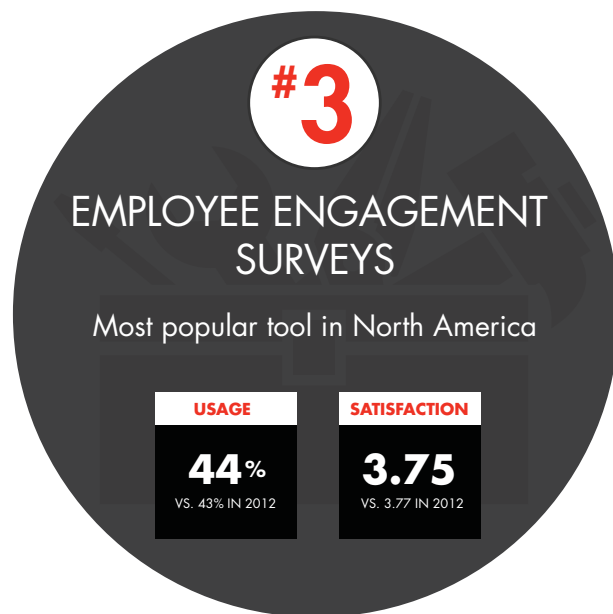 #3
EMPLOYEE ENGAGEMENT
SURVEYS
Most popular tool in North America
USAGE
44%
VS. 43% IN 2012
SATISFACTION
3.75
VS. 3.77 IN 2012